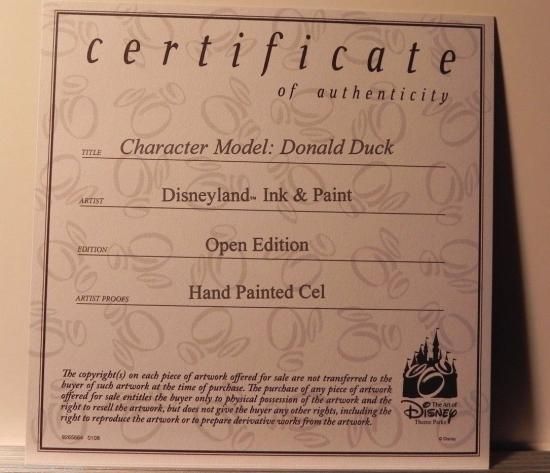 certificate
of authenticity
TITLE Character Model: Donald Duck
ARTIST Disneyland™ Ink & Paint
EDITION Open Edition
ARTIST PROOFS Hand Painted Cel
The copyright(s) on each piece of artwork offered for sale are not transferred to the
buyer of such artwork at the time of purchase. The purchase of any piece of artwork
offered for sale entitles the buyer only to physical possession of the artwork and the
right to resell the artwork, but does not give the buyer any other rights, including the
right to reproduce the artwork or to prepare derivative works from the artwork.
The Art of
Disney
Theme Parks
9265664 5108
© Disney